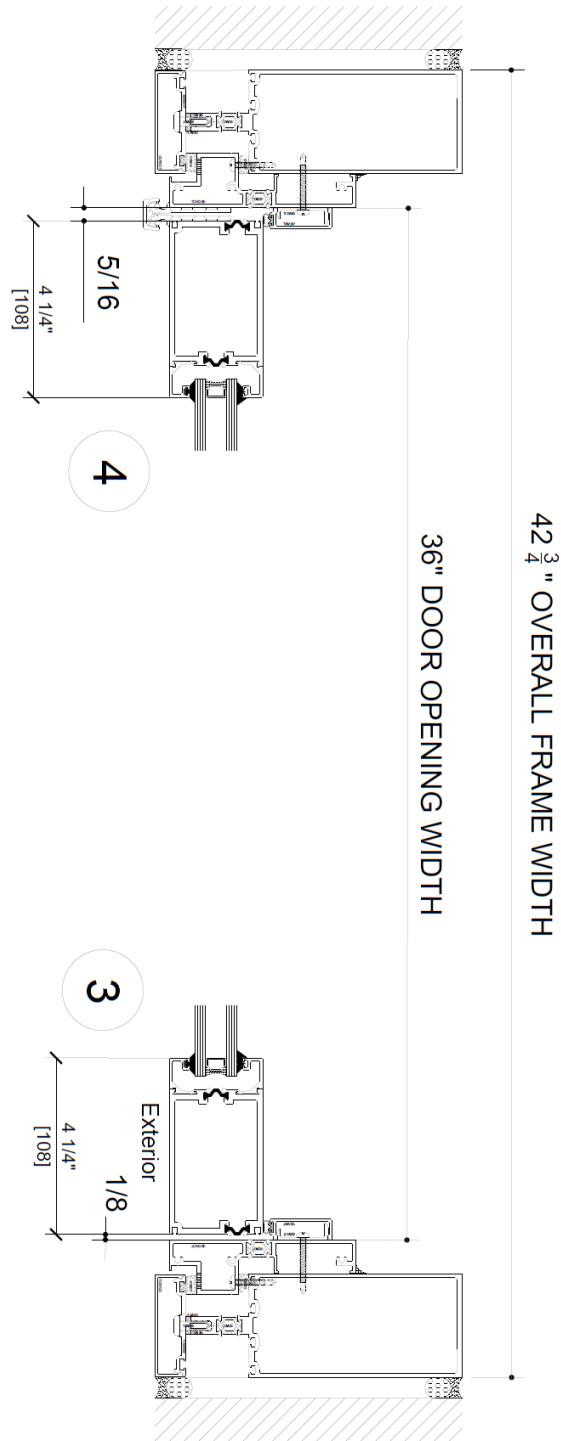 42 3/4" OVERALL FRAME WIDTH
36" DOOR OPENING WIDTH
5/16
4 1/4"
[108]
4
3
Exterior
1/8
4 1/4"
[108]